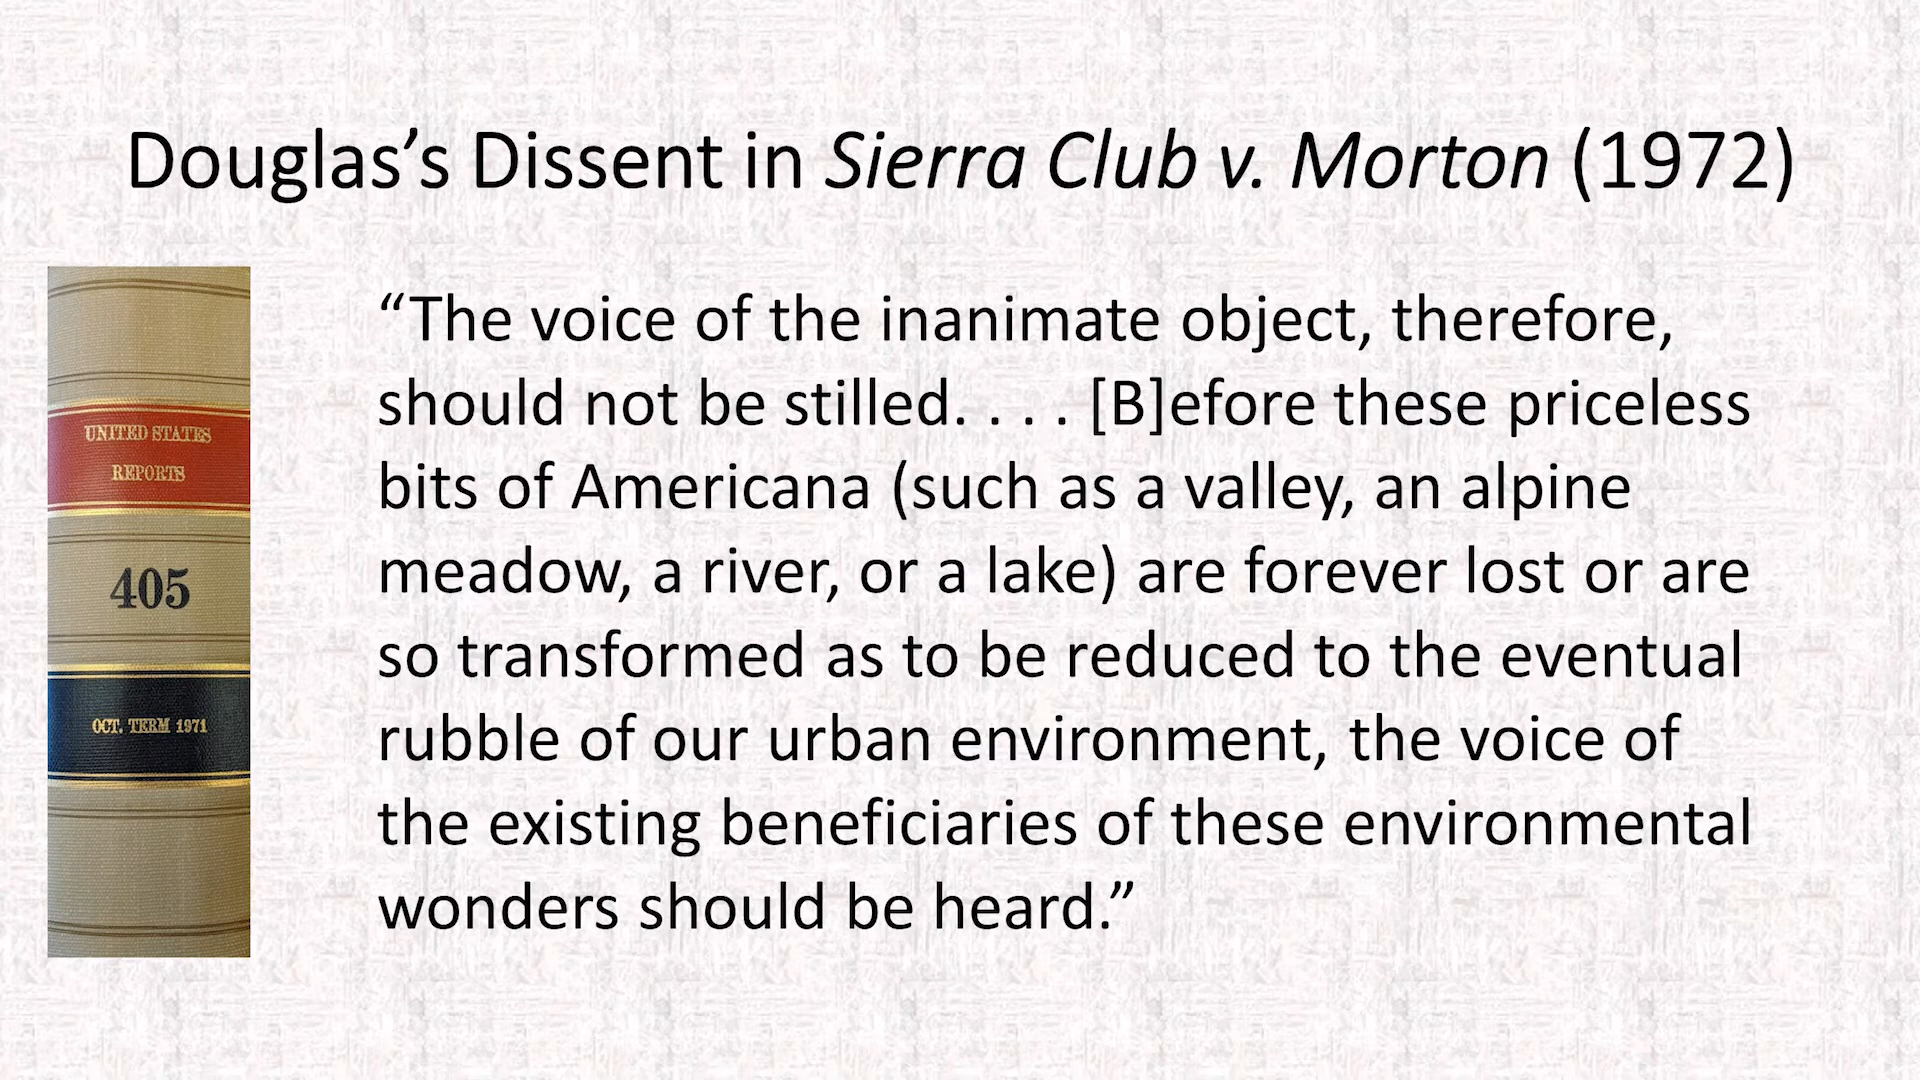 Douglas’s Dissent in Sierra Club v. Morton (1972)
UNITED STATES
REPORTS
405
OCT. TERM 1971
“The voice of the inanimate object, therefore,
should not be stilled. . . . [B]efore these priceless
bits of Americana (such as a valley, an alpine
meadow, a river, or a lake) are forever lost or are
so transformed as to be reduced to the eventual
rubble of our urban environment, the voice of
the existing beneficiaries of these environmental
wonders should be heard.”